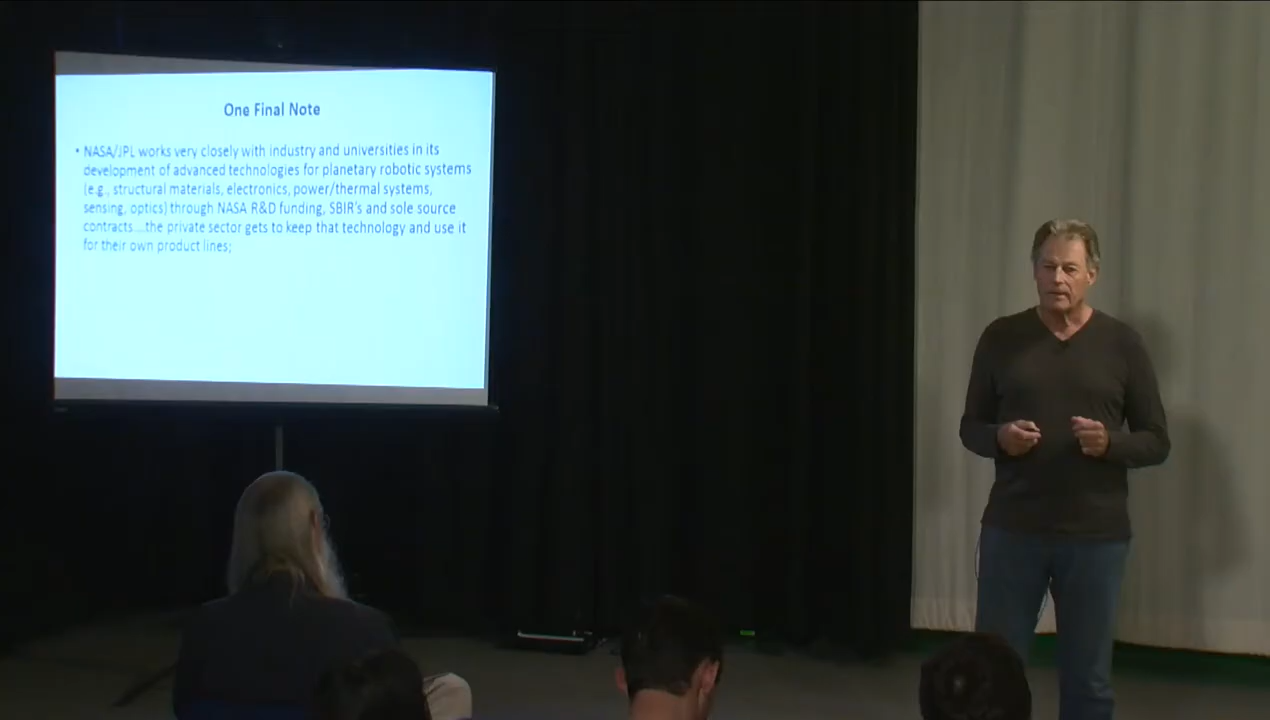 One Final Note
• NASA/JPL works very closely with industry and universities in its
development of advanced technologies for planetary robotic systems
(e.g., structural materials, electronics, power/thermal systems,
sensing, optics) through NASA R&D funding, SBIR's and sole source
contracts....the private sector gets to keep that technology and use it
for their own product lines;